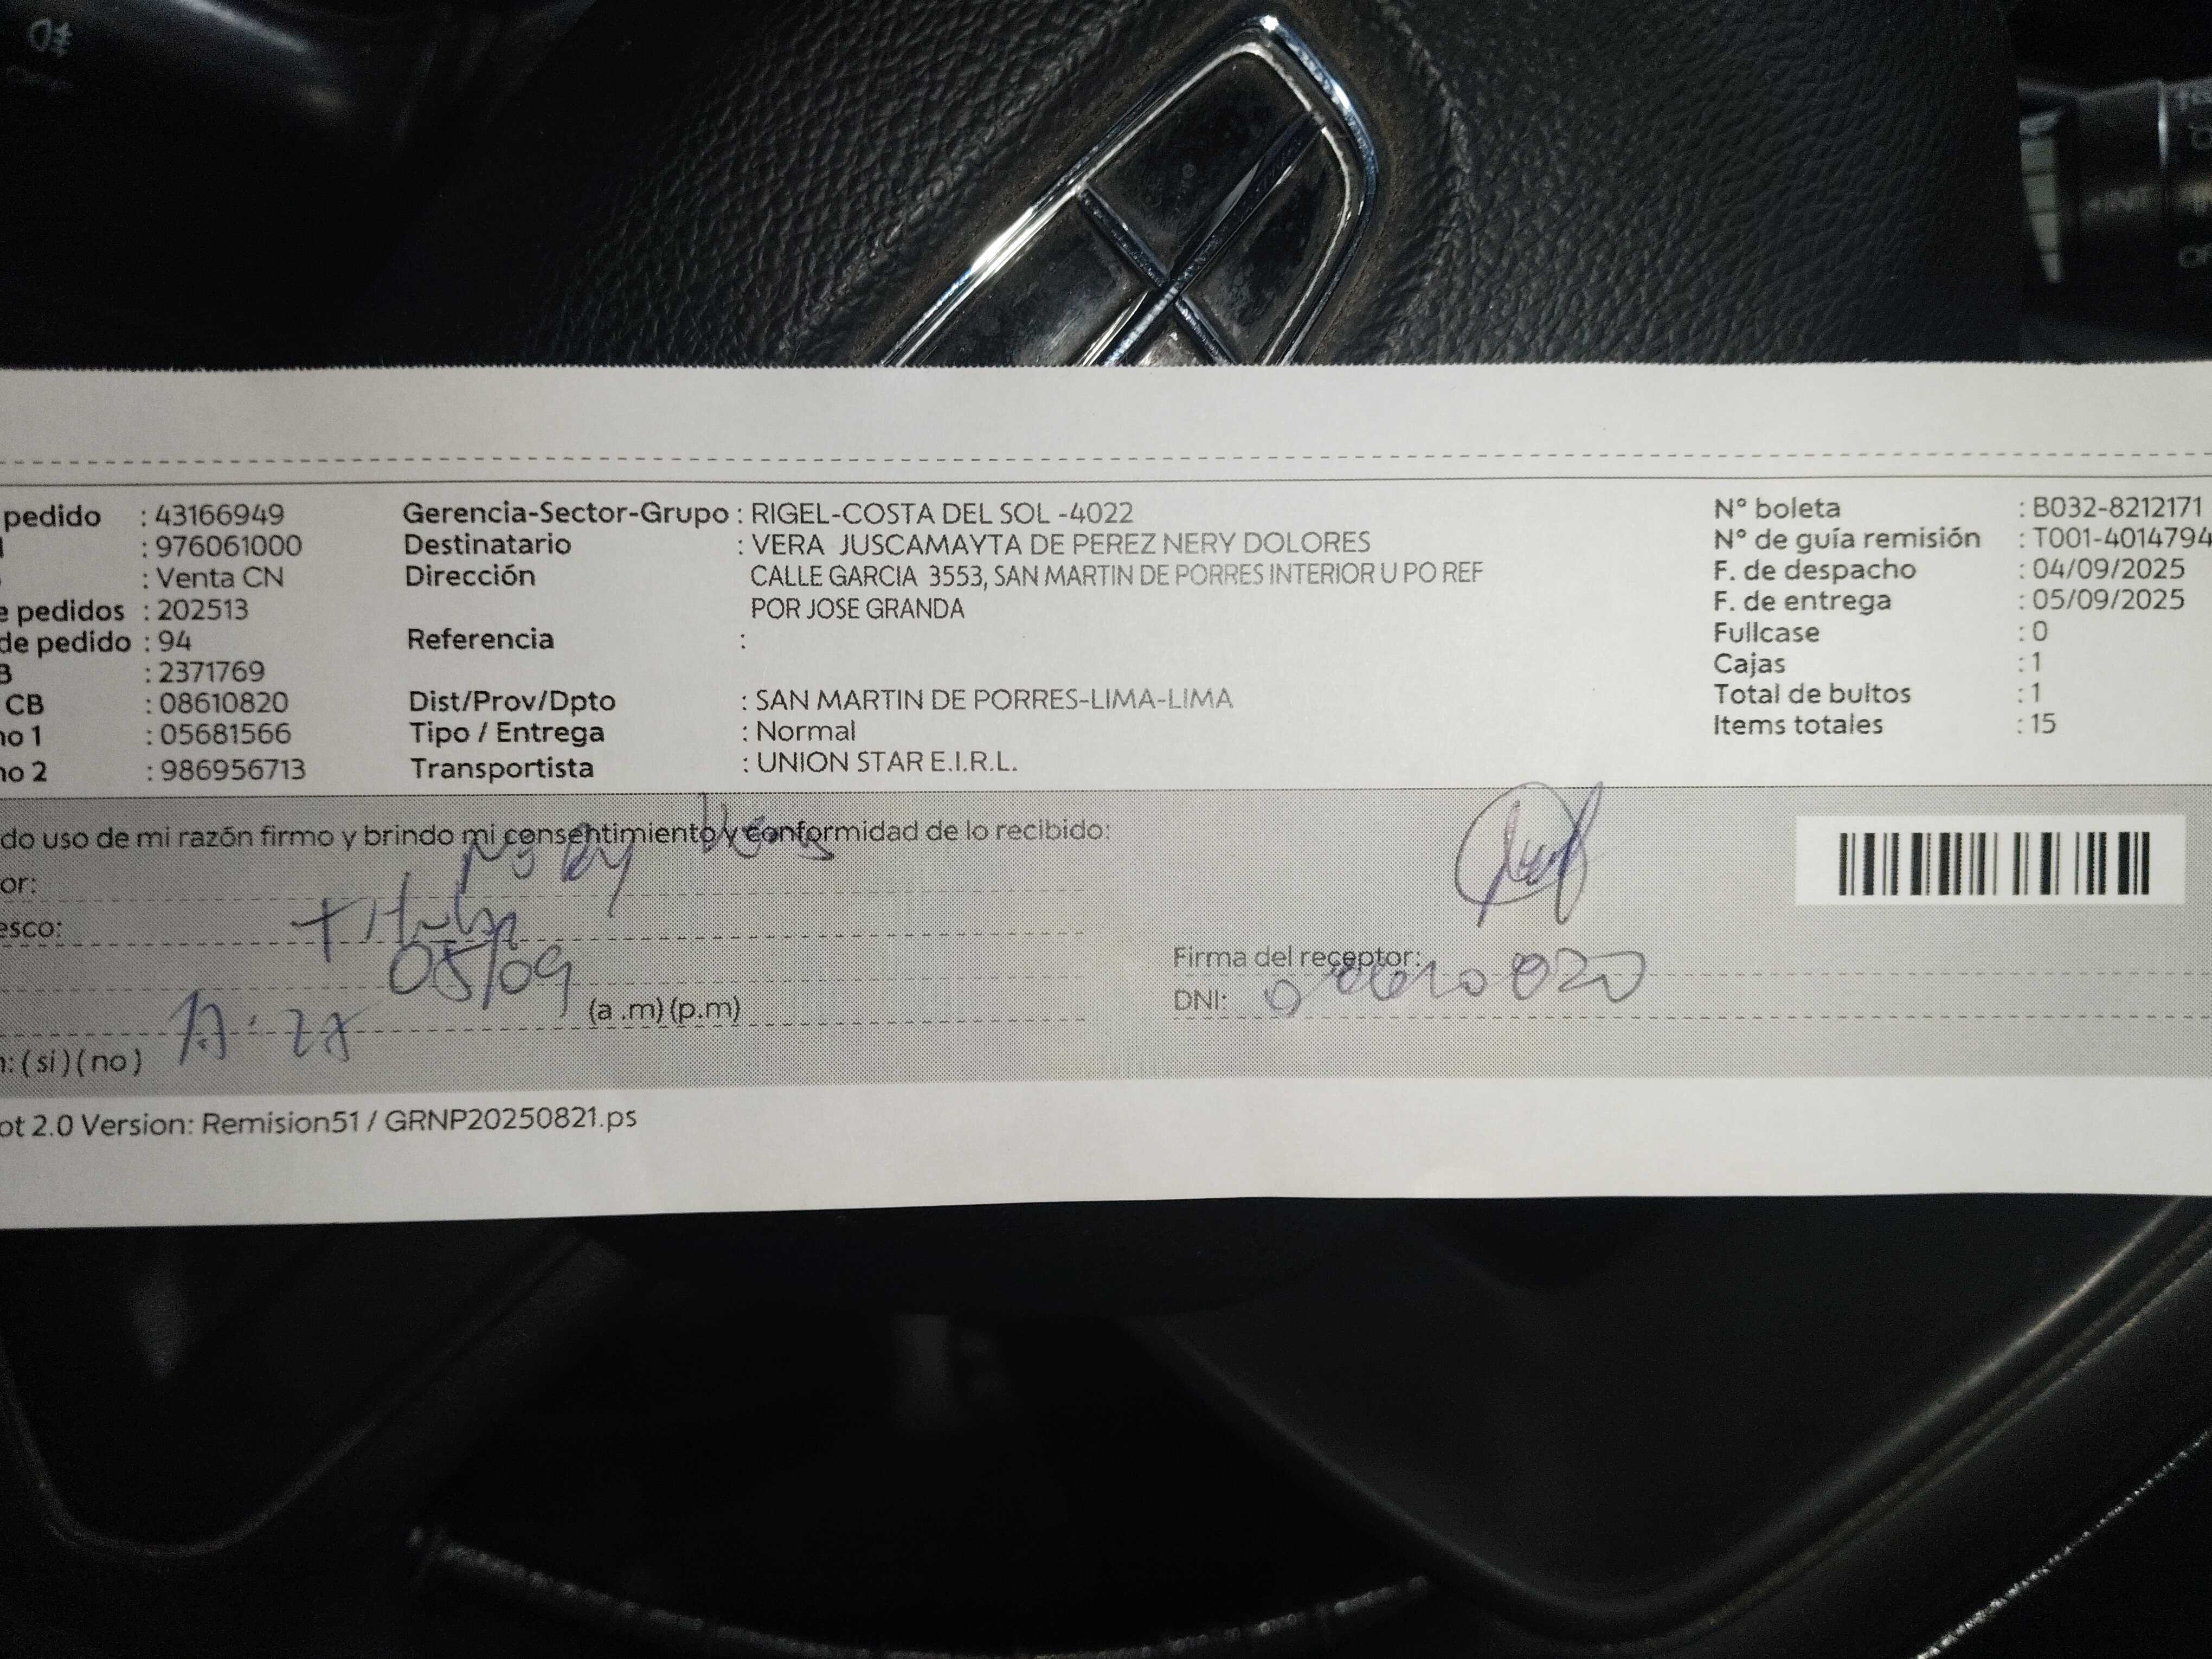 pedido : 43166949 Gerencia-Sector-Grupo : RIGEL-COSTA DEL SOL -4022 N° boleta : B032-8212171
: 976061000 Destinatario : VERA JUSCAMAYTA DE PEREZ NERY DOLORES N° de guía remisión : T001-4014794
: Venta CN Dirección CALLE GARCIA 3553, SAN MARTIN DE PORRES INTERIOR U PO REF F. de despacho : 04/09/2025
e pedidos : 202513 POR JOSE GRANDA F. de entrega : 05/09/2025
de pedido : 94 Referencia : Fullcase : 0
B : 2371769 Cajas : 1
CB : 08610820 Dist/Prov/Dpto : SAN MARTIN DE PORRES-LIMA-LIMA Total de bultos : 1
no 1 : 05681566 Tipo / Entrega : Normal Items totales : 15
no 2 : 986956713 Transportista : UNION STAR E.I.R.L.
do uso de mi razón firmo y brindo mi consentimiento y conformidad de lo recibido:
or:
esco:
05/09 Firma del receptor:
(a .m) (p.m) DNI:
n: ( si ) ( no )
ot 2.0 Version: Remision51 / GRNP20250821.ps